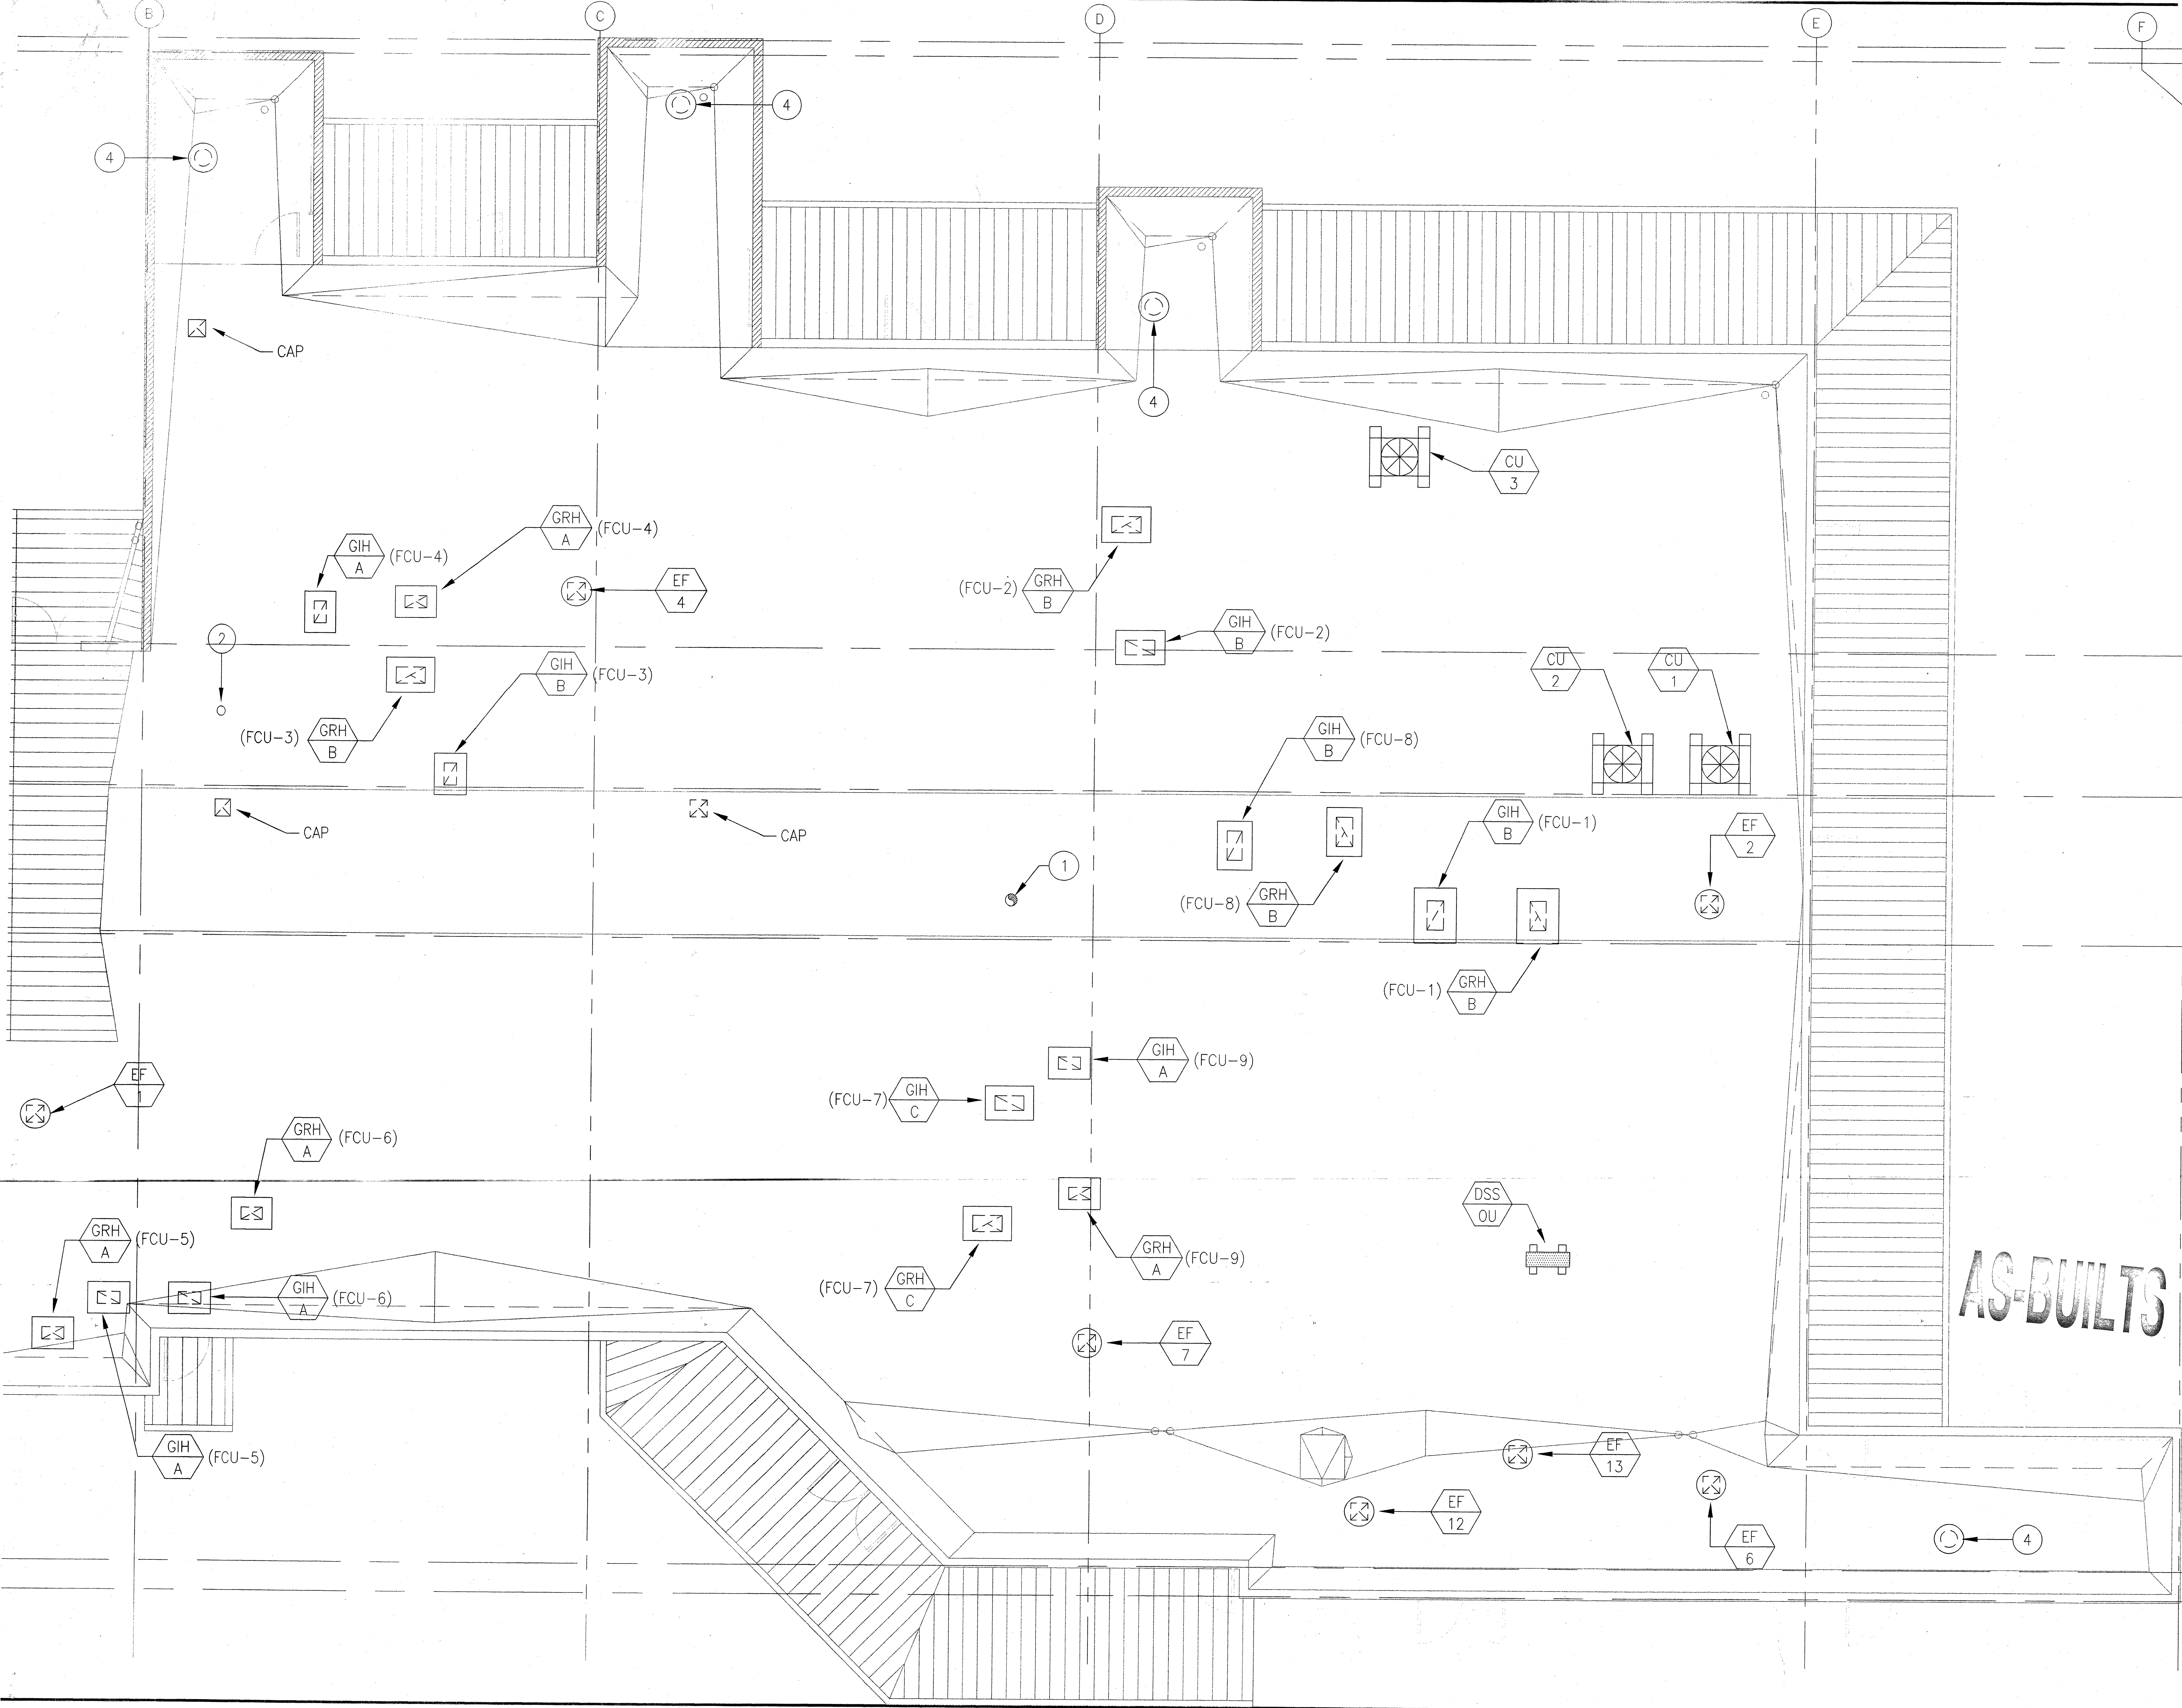 B
C
D
E
F
4
4
4
CAP
CU
3
GRH
A
(FCU-4)
GIH
A
(FCU-4)
EF
4
(FCU-2)
GRH
B
GIH
B
(FCU-2)
2
GIH
B
(FCU-3)
(FCU-3)
GRH
B
CU
2
CU
1
GIH
B
(FCU-8)
CAP
CAP
GIH
B
(FCU-1)
EF
2
1
(FCU-8)
GRH
B
(FCU-1)
GRH
B
EF
1
GIH
A
(FCU-9)
(FCU-7)
GIH
C
GRH
A
(FCU-6)
DSS
OU
GRH
A
(FCU-5)
GRH
A
(FCU-9)
(FCU-7)
GRH
C
GIH
A
(FCU-6)
AS-BUILTS
EF
7
GIH
A
(FCU-5)
EF
13
EF
12
EF
6
4